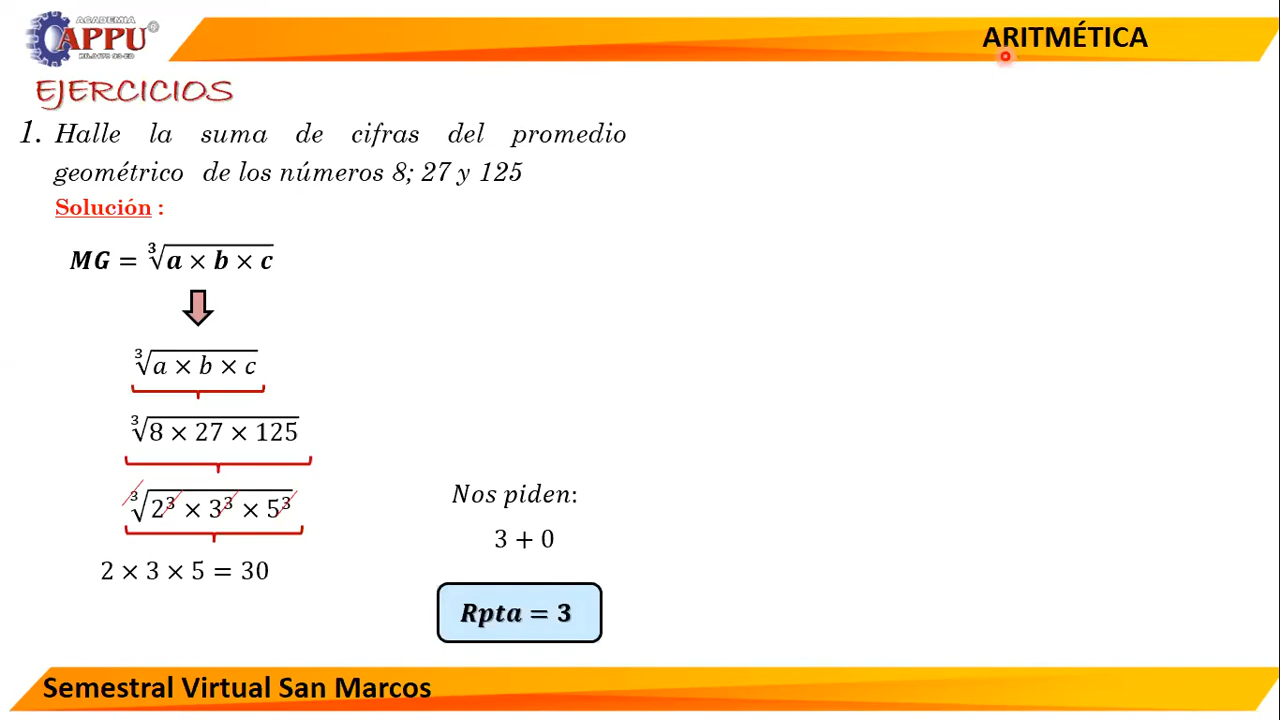 ACADEMIA
APPU®
ARITMÉTICA
EJERCICIOS
1. Halle la suma de cifras del promedio
geométrico de los números 8; 27 y 125
Solución :
MG = ∛(a × b × c)
∛(a × b × c)
∛(8 × 27 × 125)
∛(2³ × 3³ × 5³)
2 × 3 × 5 = 30
Nos piden:
3 + 0
Rpta = 3
Semestral Virtual San Marcos